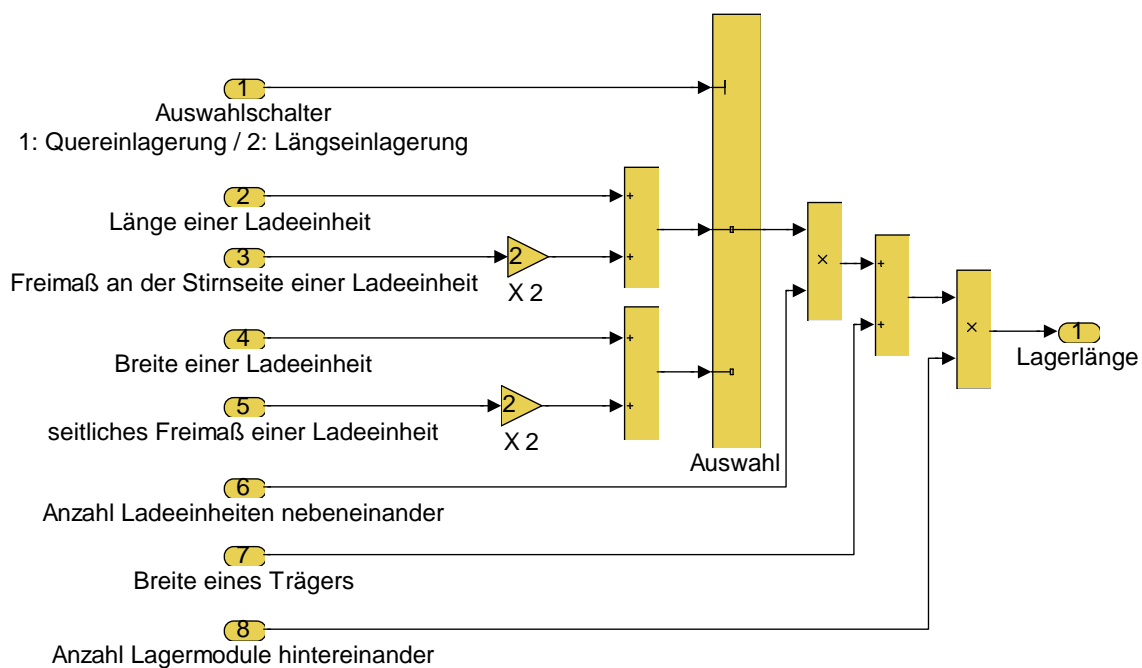 1
Auswahlschalter
1: Quereinlagerung / 2: Längseinlagerung
2
Länge einer Ladeeinheit
3
Freimaß an der Stirnseite einer Ladeeinheit
2
X 2
+
+
4
Breite einer Ladeeinheit
5
seitliches Freimaß einer Ladeeinheit
2
X 2
+
+
Auswahl
6
Anzahl Ladeeinheiten nebeneinander
×
7
Breite eines Trägers
+
+
8
Anzahl Lagermodule hintereinander
×
1
Lagerlänge